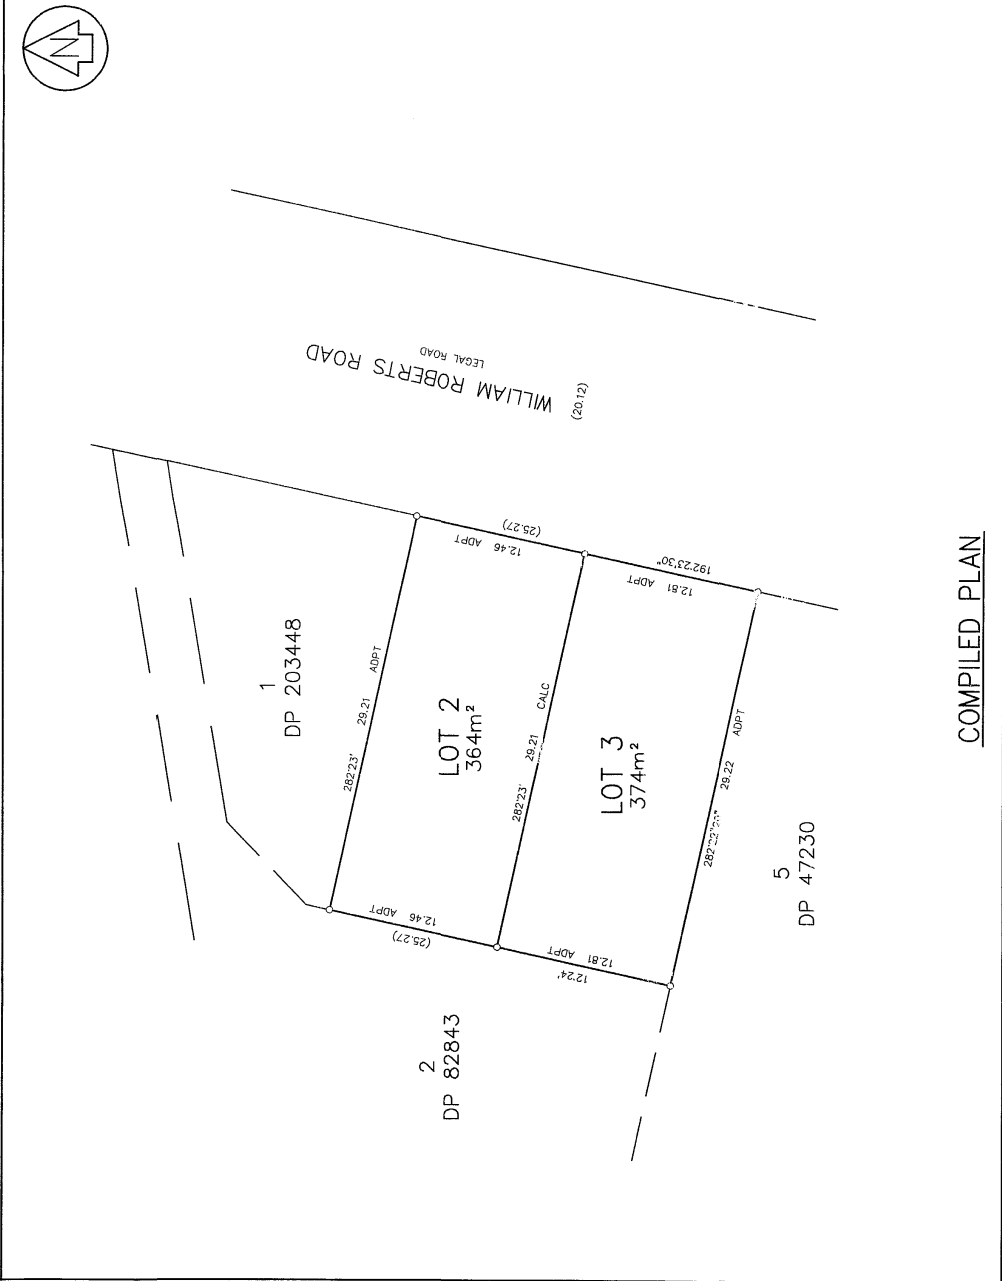 N
WILLIAM ROBERTS ROAD
LEGAL ROAD
(20.12)
1
DP 203448
282°23' 29.21 ADPT
12.46 ADPT
(25.27)
LOT 2
364m²
12.46 ADPT
(25.27)
282°23' 29.21 CALC
12.81 ADPT
192°23'30"
LOT 3
374m²
12.81 ADPT
12°24'
29.22 ADPT
2
DP 82843
5
DP 47230
COMPILED PLAN